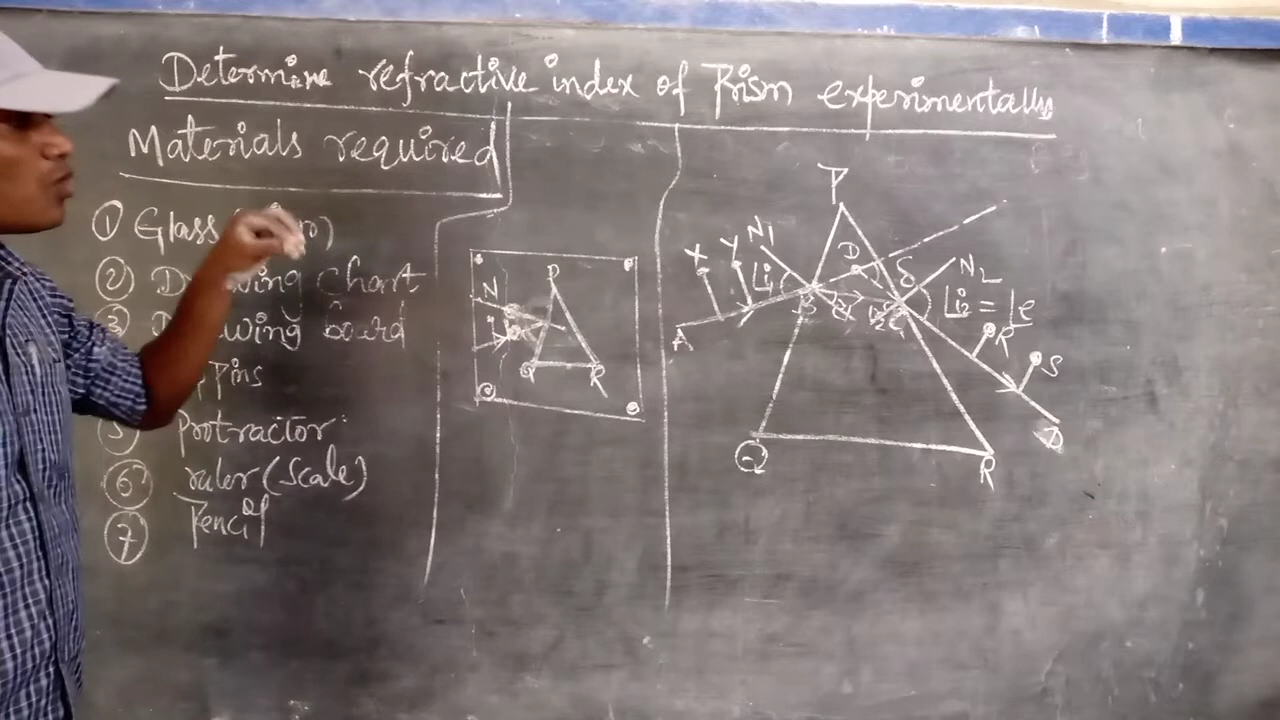 Determine refractive index of Prism experimentally
Materials required
① Glass
② Drawing Chart
③ Drawing board
Pins
5 Protractor
⑥ ruler (Scale)
⑦ Pencil
N
P
i
Q
R
P
X
Y
N1
∠i1
D
δ
N2
∠i2 = ∠e
A
B
R
S
D
Q
R